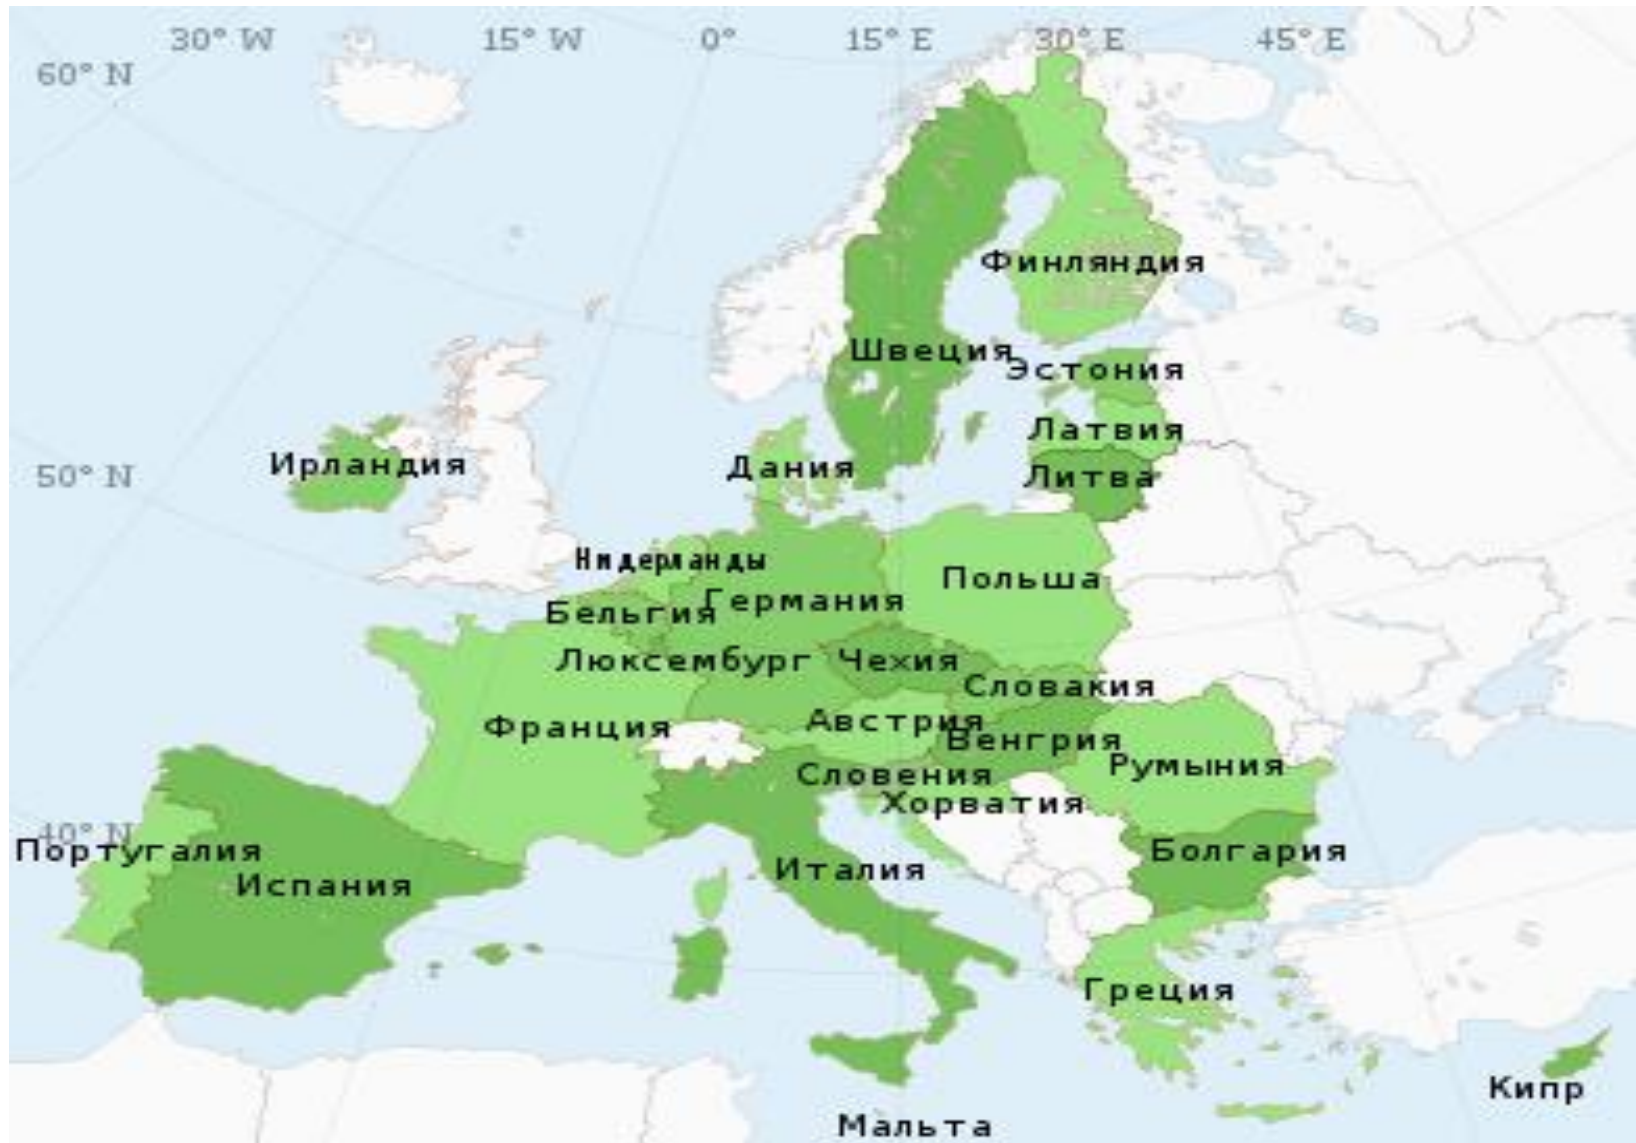 30° W 15° W 0° 15° E 30° E 45° E
60° N
Финляндия
Швеция
Эстония
Латвия
Ирландия
Дания
Литва
50° N
Нидерланды
Польша
Германия
Бельгия
Люксембург
Чехия
Словакия
Австрия
Франция
Венгрия
Румыния
Словения
Хорватия
40° N
Португалия
Болгария
Италия
Испания
Греция
Кипр
Мальта